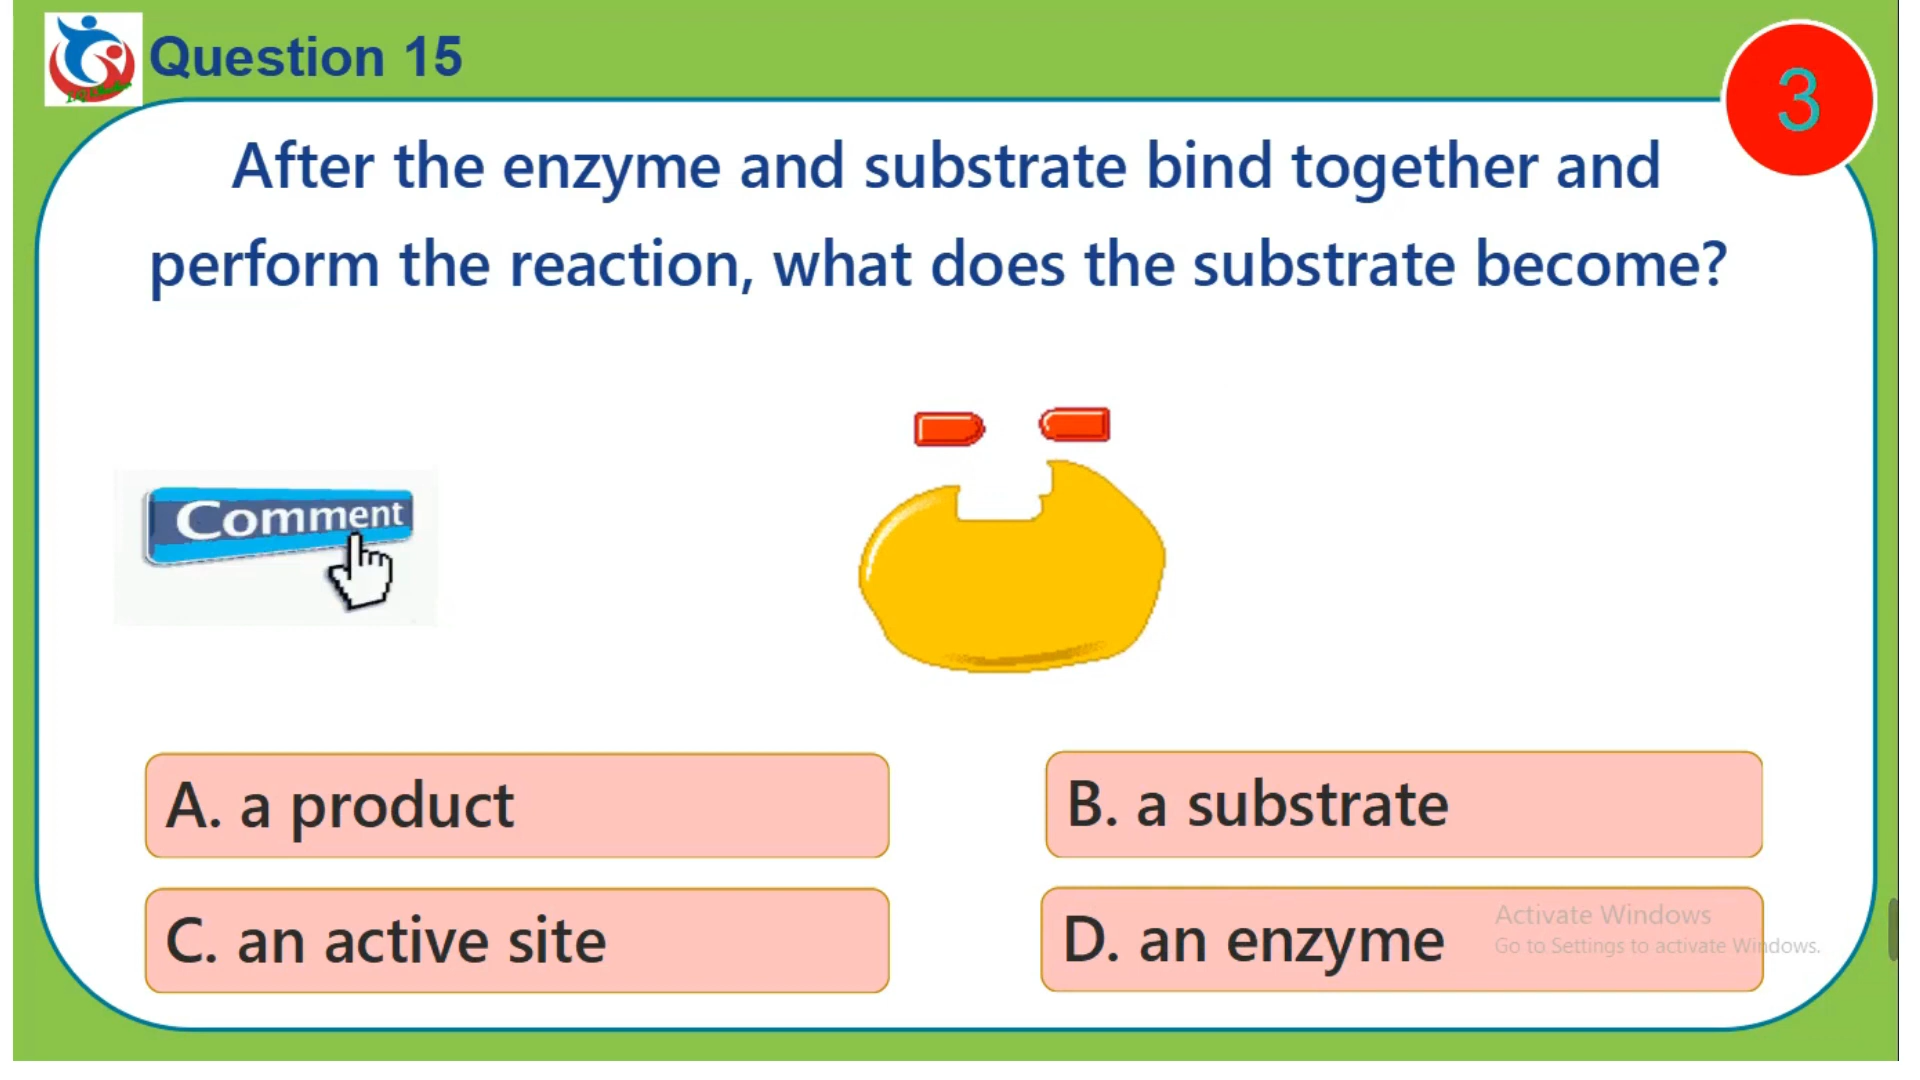 Question 15
3
After the enzyme and substrate bind together and
perform the reaction, what does the substrate become?
Comment
A. a product
B. a substrate
C. an active site
D. an enzyme
Activate Windows
Go to Settings to activate Windows.